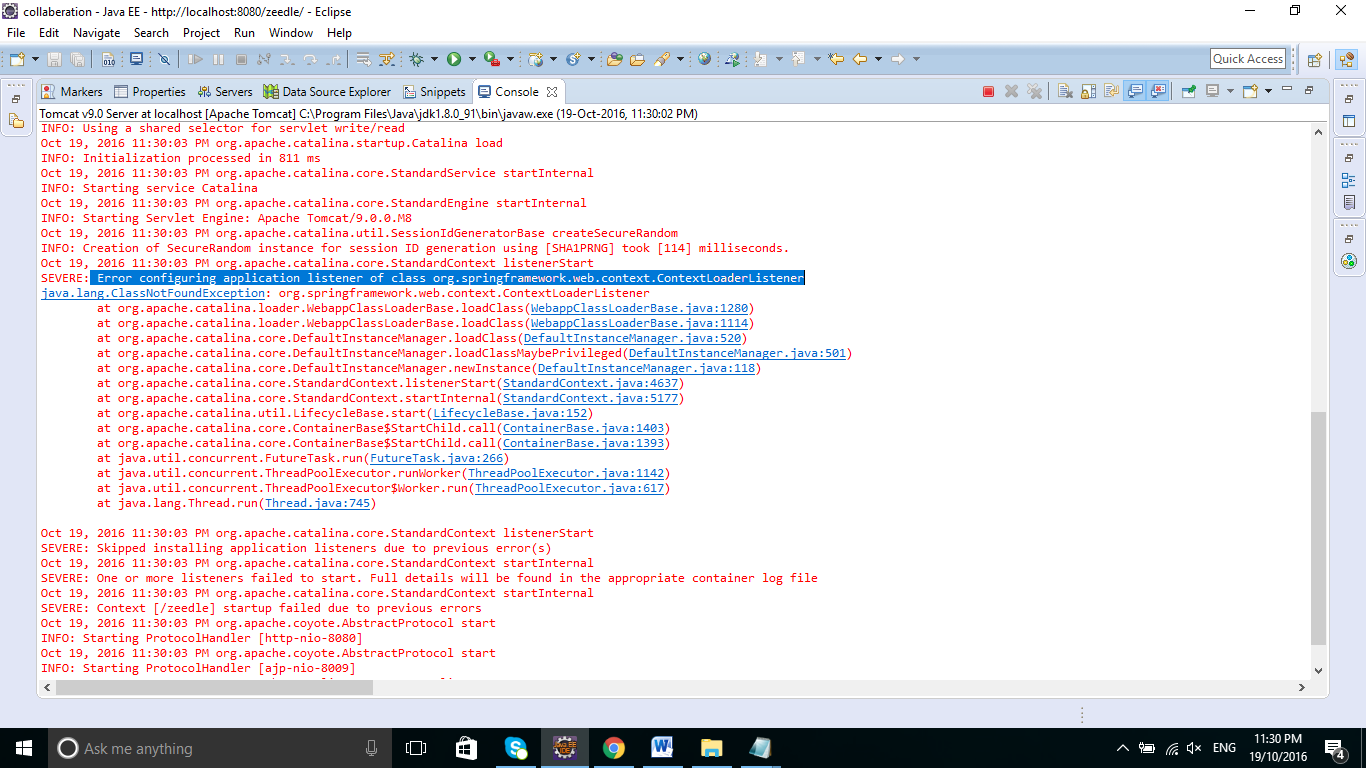 collaberation - Java EE - http://localhost:8080/zeedle/ - Eclipse
File Edit Navigate Search Project Run Window Help
Quick Access
Markers Properties Servers Data Source Explorer Snippets Console
Tomcat v9.0 Server at localhost [Apache Tomcat] C:\Program Files\Java\jdk1.8.0_91\bin\javaw.exe (19-Oct-2016, 11:30:02 PM)
INFO: Using a shared selector for servlet write/read
Oct 19, 2016 11:30:03 PM org.apache.catalina.startup.Catalina load
INFO: Initialization processed in 811 ms
Oct 19, 2016 11:30:03 PM org.apache.catalina.core.StandardService startInternal
INFO: Starting service Catalina
Oct 19, 2016 11:30:03 PM org.apache.catalina.core.StandardEngine startInternal
INFO: Starting Servlet Engine: Apache Tomcat/9.0.0.M8
Oct 19, 2016 11:30:03 PM org.apache.catalina.util.SessionIdGeneratorBase createSecureRandom
INFO: Creation of SecureRandom instance for session ID generation using [SHA1PRNG] took [114] milliseconds.
Oct 19, 2016 11:30:03 PM org.apache.catalina.core.StandardContext listenerStart
SEVERE: Error configuring application listener of class org.springframework.web.context.ContextLoaderListener
java.lang.ClassNotFoundException: org.springframework.web.context.ContextLoaderListener
at org.apache.catalina.loader.WebappClassLoaderBase.loadClass(WebappClassLoaderBase.java:1280)
at org.apache.catalina.loader.WebappClassLoaderBase.loadClass(WebappClassLoaderBase.java:1114)
at org.apache.catalina.core.DefaultInstanceManager.loadClass(DefaultInstanceManager.java:520)
at org.apache.catalina.core.DefaultInstanceManager.loadClassMaybePrivileged(DefaultInstanceManager.java:501)
at org.apache.catalina.core.DefaultInstanceManager.newInstance(DefaultInstanceManager.java:118)
at org.apache.catalina.core.StandardContext.listenerStart(StandardContext.java:4637)
at org.apache.catalina.core.StandardContext.startInternal(StandardContext.java:5177)
at org.apache.catalina.util.LifecycleBase.start(LifecycleBase.java:152)
at org.apache.catalina.core.ContainerBase$StartChild.call(ContainerBase.java:1403)
at org.apache.catalina.core.ContainerBase$StartChild.call(ContainerBase.java:1393)
at java.util.concurrent.FutureTask.run(FutureTask.java:266)
at java.util.concurrent.ThreadPoolExecutor.runWorker(ThreadPoolExecutor.java:1142)
at java.util.concurrent.ThreadPoolExecutor$Worker.run(ThreadPoolExecutor.java:617)
at java.lang.Thread.run(Thread.java:745)
Oct 19, 2016 11:30:03 PM org.apache.catalina.core.StandardContext listenerStart
SEVERE: Skipped installing application listeners due to previous error(s)
Oct 19, 2016 11:30:03 PM org.apache.catalina.core.StandardContext startInternal
SEVERE: One or more listeners failed to start. Full details will be found in the appropriate container log file
Oct 19, 2016 11:30:03 PM org.apache.catalina.core.StandardContext startInternal
SEVERE: Context [/zeedle] startup failed due to previous errors
Oct 19, 2016 11:30:03 PM org.apache.coyote.AbstractProtocol start
INFO: Starting ProtocolHandler [http-nio-8080]
Oct 19, 2016 11:30:03 PM org.apache.coyote.AbstractProtocol start
INFO: Starting ProtocolHandler [ajp-nio-8009]
Ask me anything
ENG
11:30 PM
19/10/2016
4